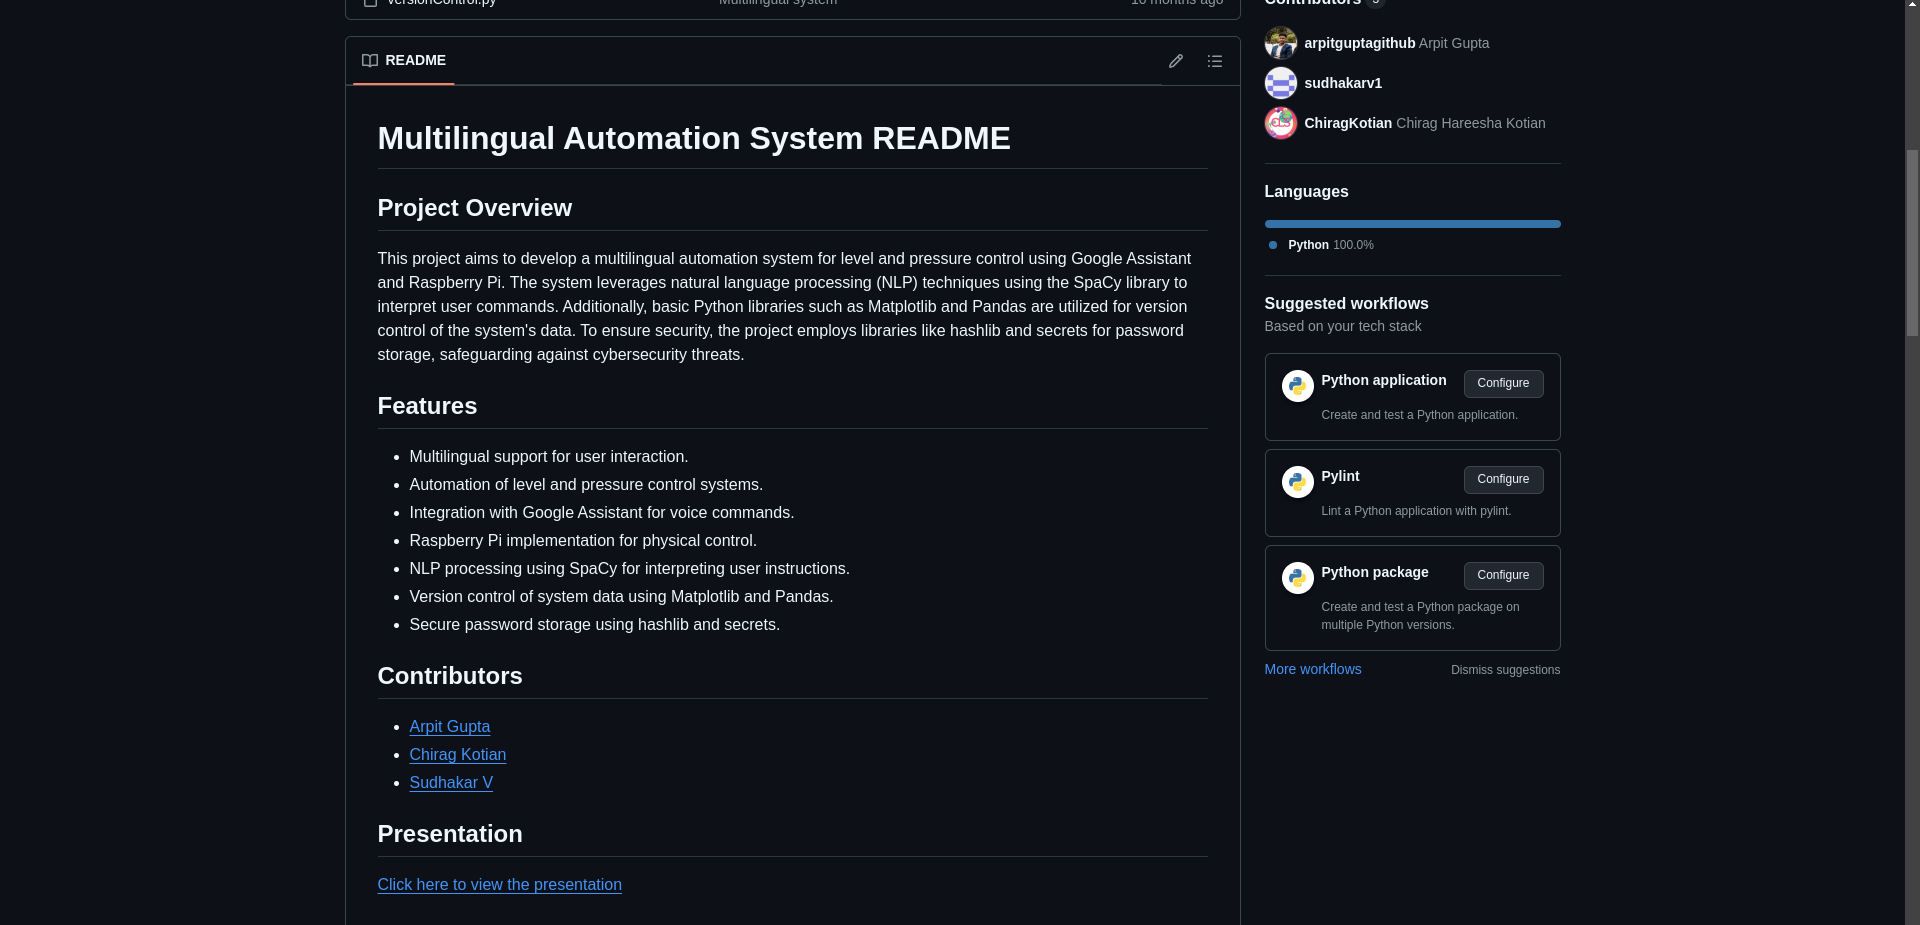 versionControl.py Multilingual system 10 months ago
README
Multilingual Automation System README
Project Overview
This project aims to develop a multilingual automation system for level and pressure control using Google Assistant
and Raspberry Pi. The system leverages natural language processing (NLP) techniques using the SpaCy library to
interpret user commands. Additionally, basic Python libraries such as Matplotlib and Pandas are utilized for version
control of the system's data. To ensure security, the project employs libraries like hashlib and secrets for password
storage, safeguarding against cybersecurity threats.
Features
Multilingual support for user interaction.
Automation of level and pressure control systems.
Integration with Google Assistant for voice commands.
Raspberry Pi implementation for physical control.
NLP processing using SpaCy for interpreting user instructions.
Version control of system data using Matplotlib and Pandas.
Secure password storage using hashlib and secrets.
Contributors
Arpit Gupta
Chirag Kotian
Sudhakar V
Presentation
Click here to view the presentation
Contributors 3
arpitguptagithub Arpit Gupta
sudhakarv1
ChiragKotian Chirag Hareesha Kotian
Languages
Python 100.0%
Suggested workflows
Based on your tech stack
Python application Configure
Create and test a Python application.
Pylint Configure
Lint a Python application with pylint.
Python package Configure
Create and test a Python package on
multiple Python versions.
More workflows Dismiss suggestions